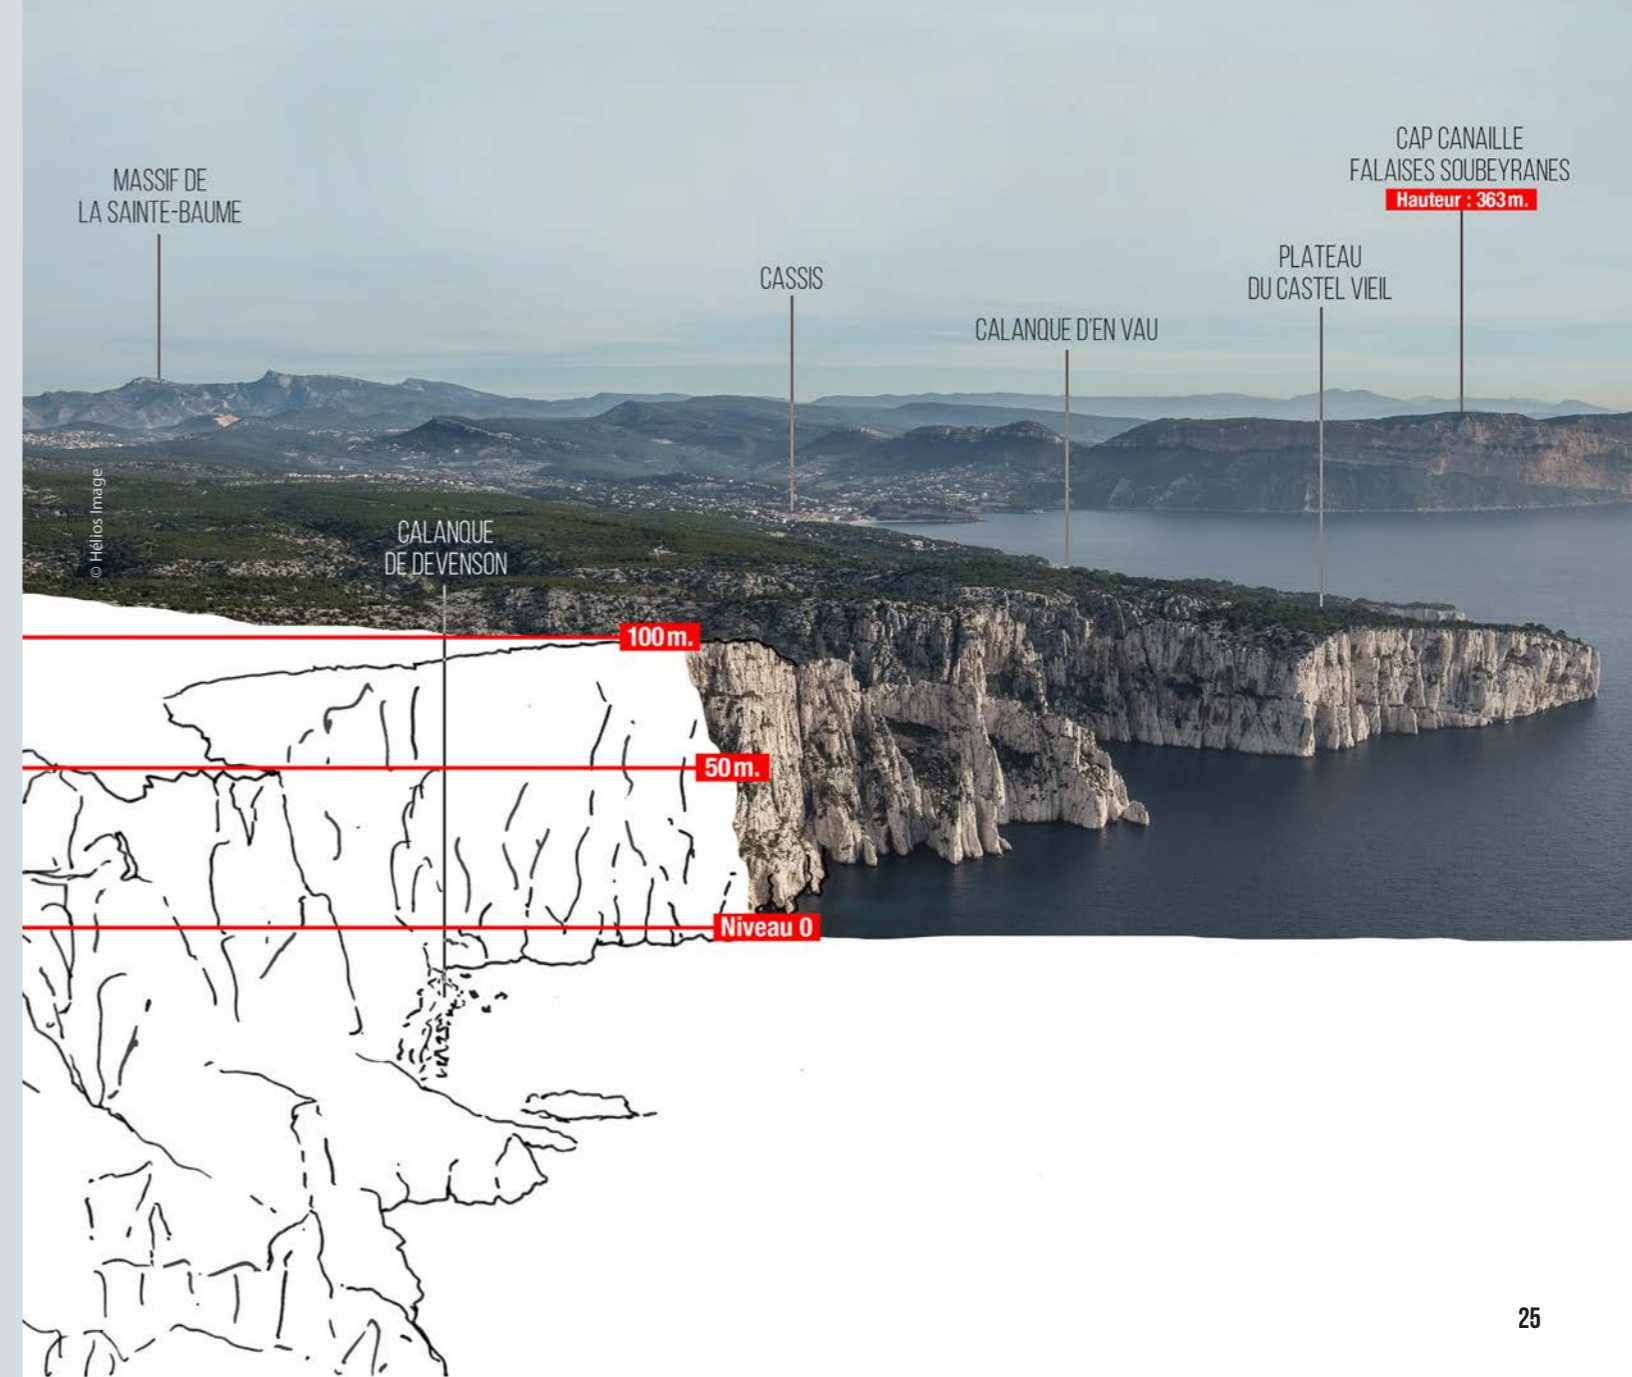 CAP CANAILLE
FALAISES SOUBEYRANES
Hauteur : 363 m.
MASSIF DE
LA SAINTE-BAUME
PLATEAU
DU CASTEL VIEIL
CASSIS
CALANQUE D'EN VAU
© Hélios Image
CALANQUE
DE DEVENSON
100 m.
50 m.
Niveau 0
25